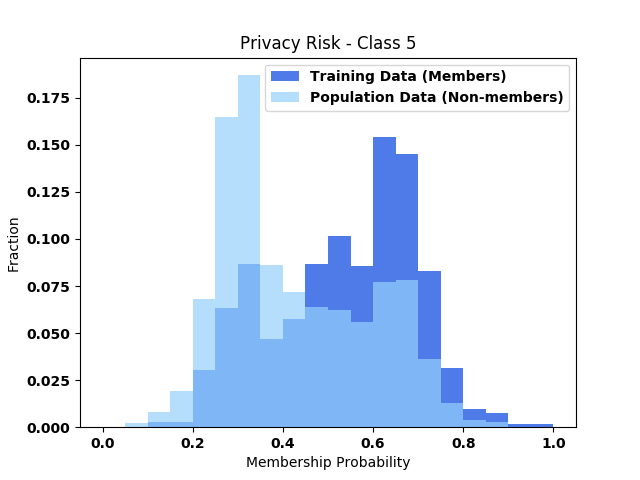 Privacy Risk - Class 5
Training Data (Members)
Population Data (Non-members)
0.175
0.150
0.125
0.100
0.075
0.050
0.025
0.000
Fraction
0.0 0.2 0.4 0.6 0.8 1.0
Membership Probability